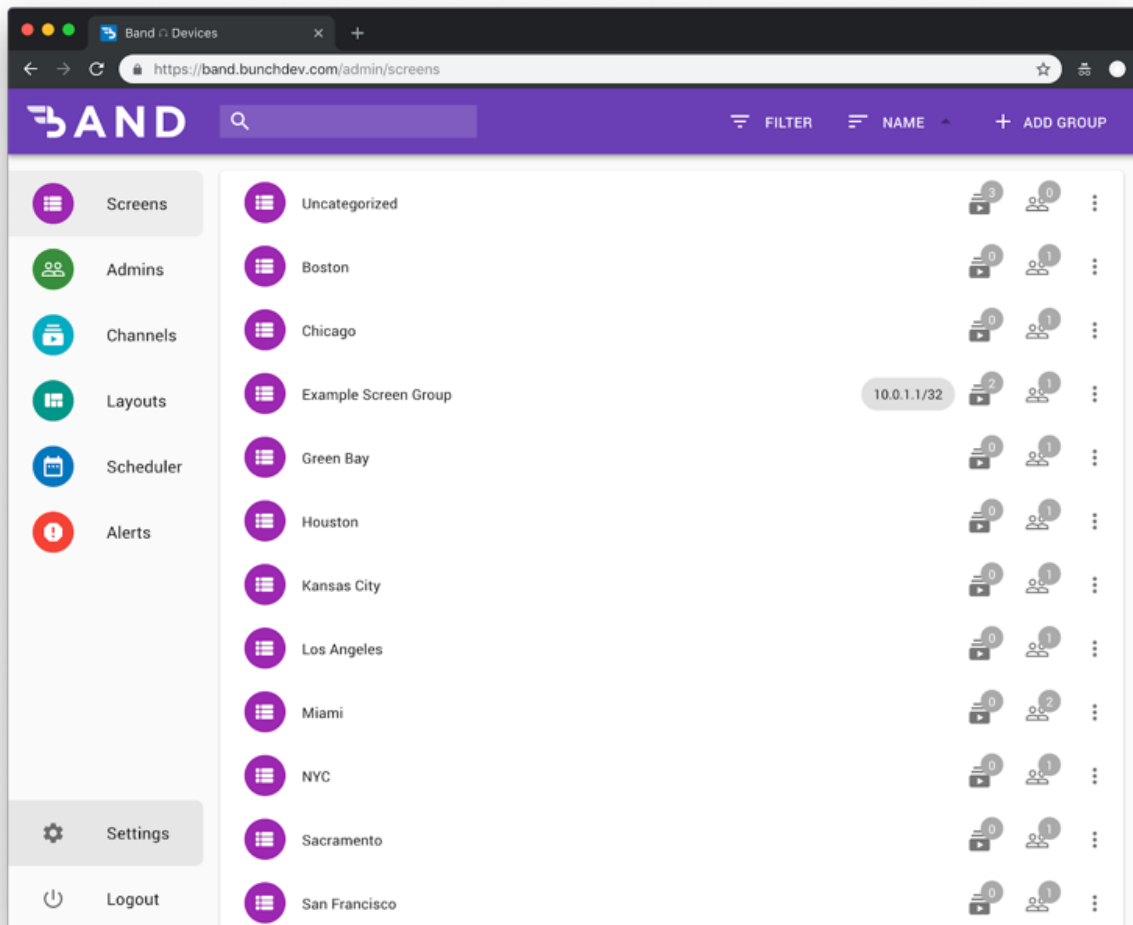 Band ∩ Devices
https://band.bunchdev.com/admin/screens
BAND
FILTER
NAME
ADD GROUP
Screens
Admins
Channels
Layouts
Scheduler
Alerts
Settings
Logout
Uncategorized 3 0
Boston 0 1
Chicago 0 1
Example Screen Group 10.0.1.1/32 2 1
Green Bay 0 1
Houston 0 1
Kansas City 0 1
Los Angeles 0 1
Miami 0 2
NYC 0 1
Sacramento 0 1
San Francisco 0 1